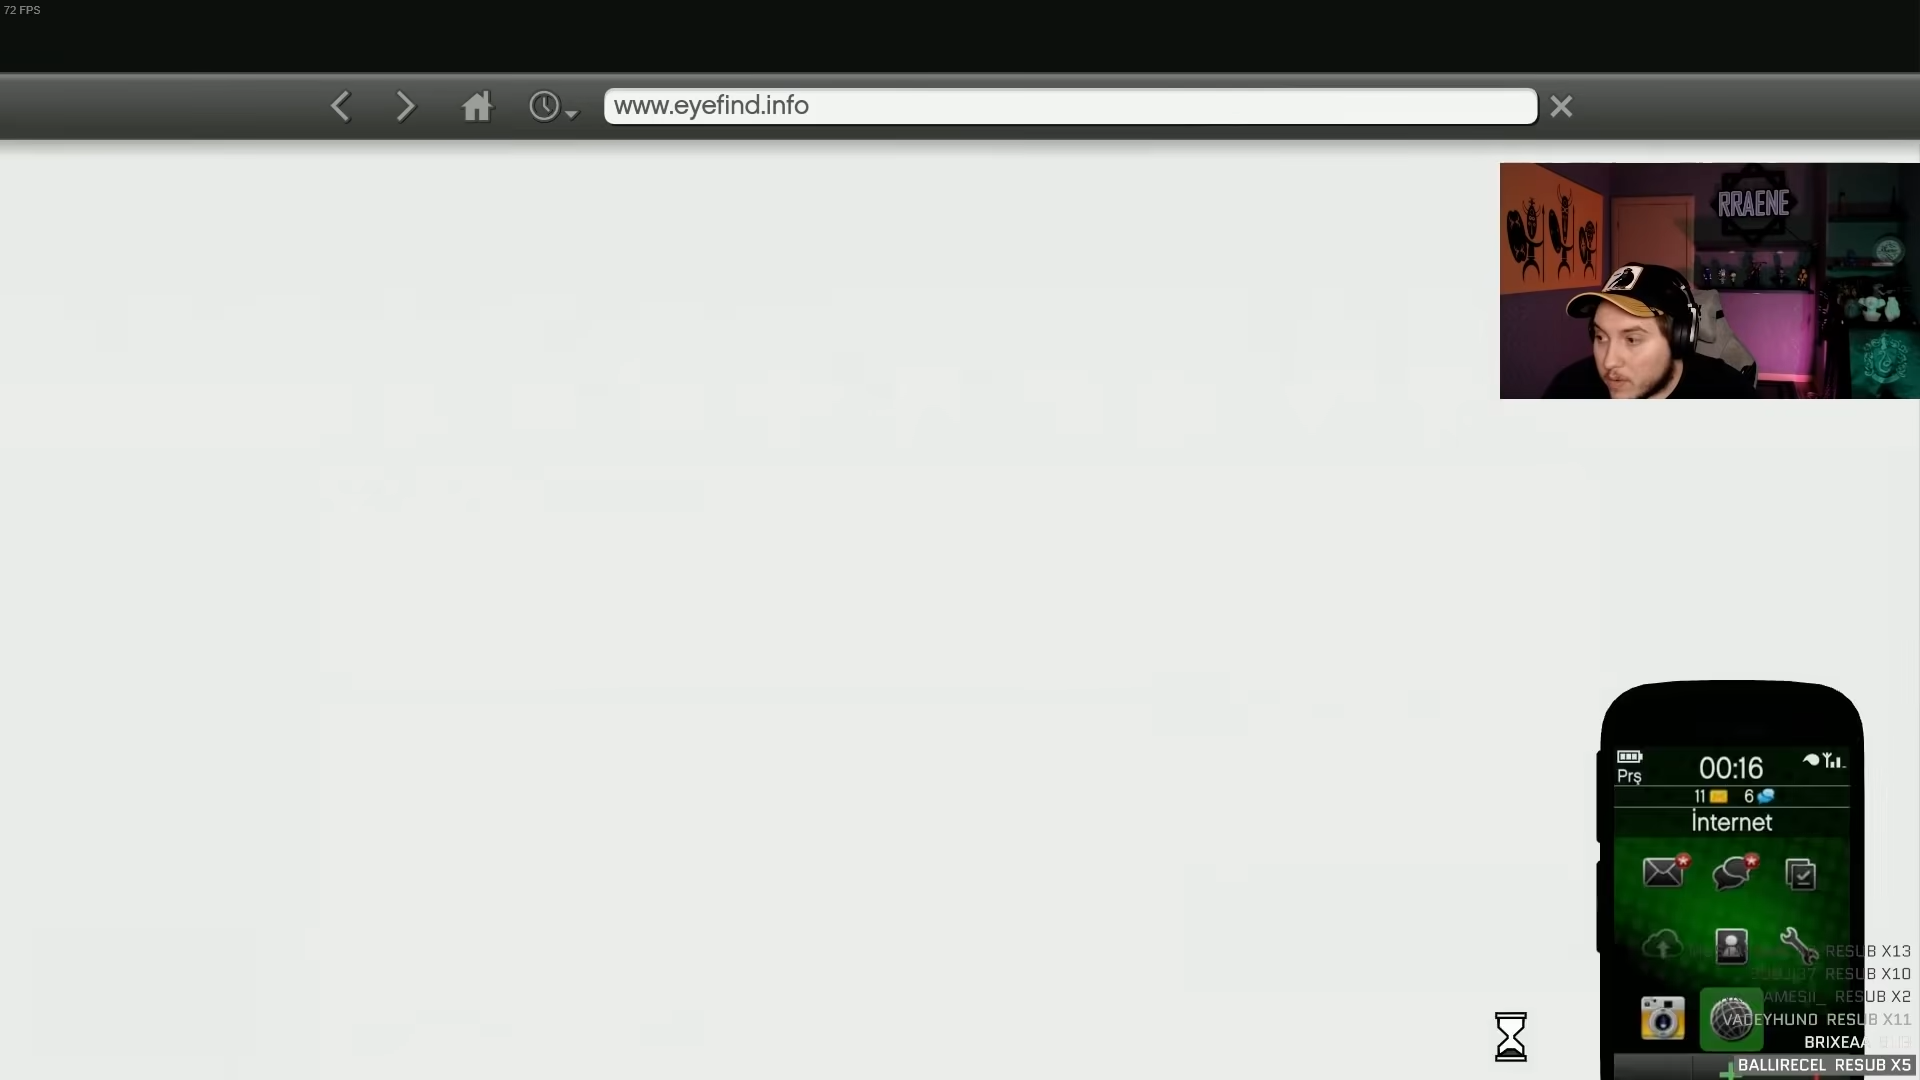 72 FPS
www.eyefind.info
RRAENE
Prş
00:16
11 6
İnternet
RESUB X13
RESUB X10
RESUB X2
VADEYHUND RESUB X11
BRIXEAA
BALLIRECEL RESUB X5